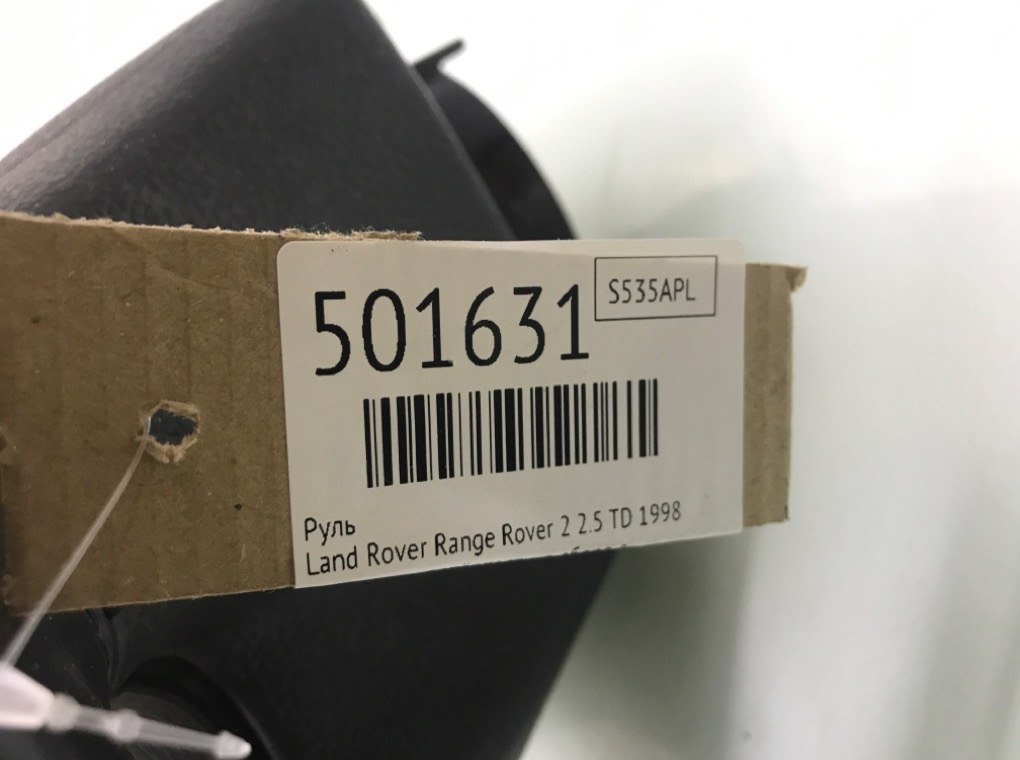 501631
S535APL
Руль
Land Rover Range Rover 2 2.5 TD 1998